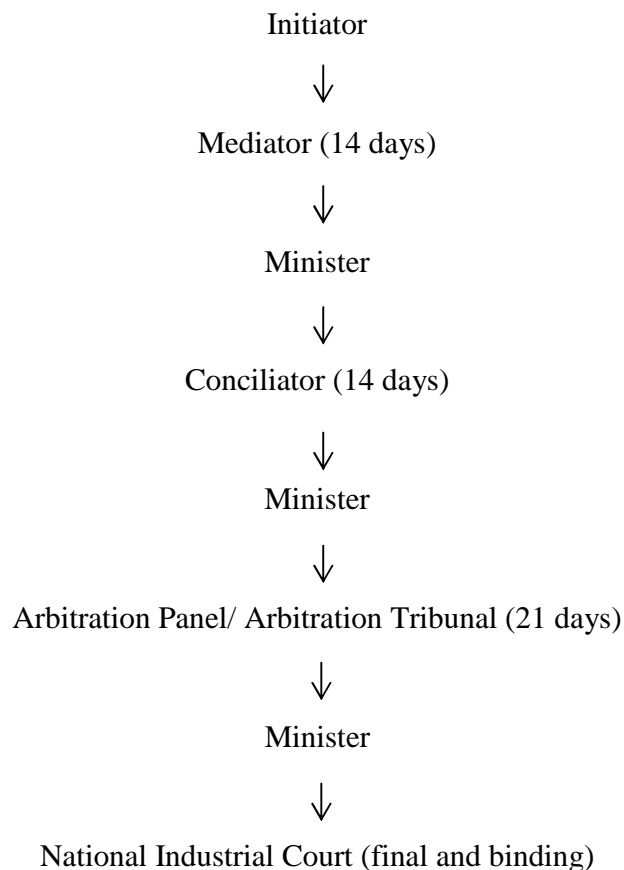 Initiator
Mediator (14 days)
Minister
Conciliator (14 days)
Minister
Arbitration Panel/ Arbitration Tribunal (21 days)
Minister
National Industrial Court (final and binding)